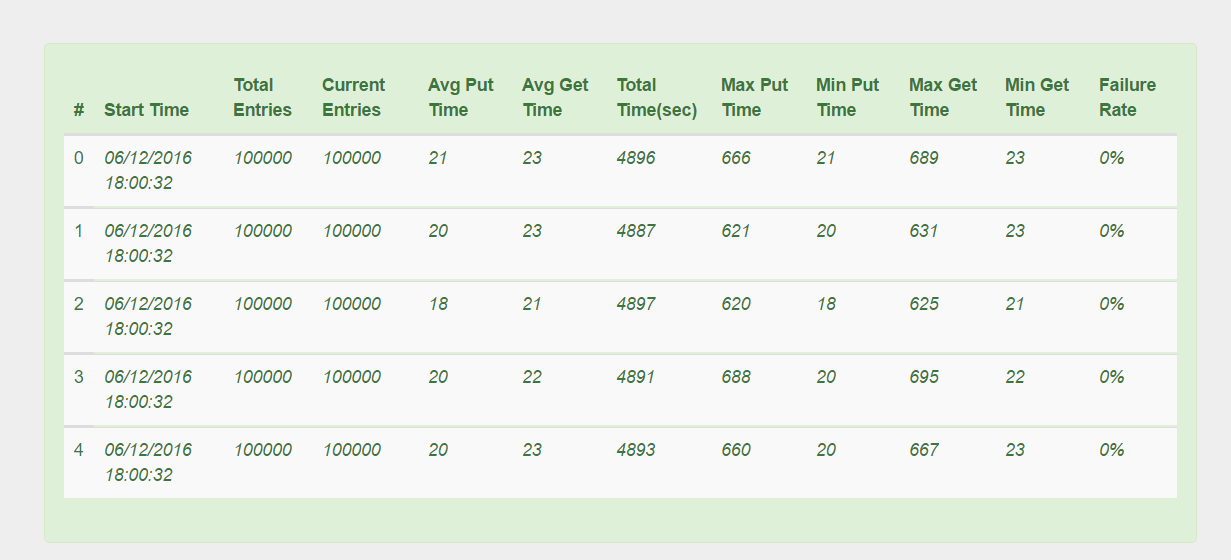 # Start Time Total Entries Current Entries Avg Put Time Avg Get Time Total Time(sec) Max Put Time Min Put Time Max Get Time Min Get Time Failure Rate
0 06/12/2016 18:00:32 100000 100000 21 23 4896 666 21 689 23 0%
1 06/12/2016 18:00:32 100000 100000 20 23 4887 621 20 631 23 0%
2 06/12/2016 18:00:32 100000 100000 18 21 4897 620 18 625 21 0%
3 06/12/2016 18:00:32 100000 100000 20 22 4891 688 20 695 22 0%
4 06/12/2016 18:00:32 100000 100000 20 23 4893 660 20 667 23 0%